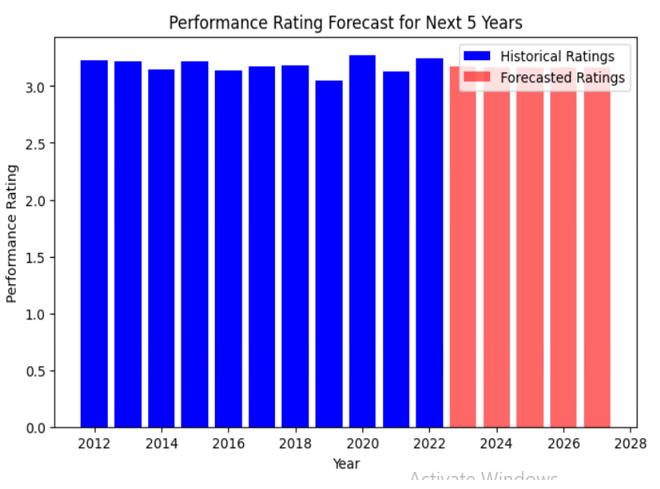 Performance Rating Forecast for Next 5 Years
Historical Ratings
Forecasted Ratings
Performance Rating
3.0
2.5
2.0
1.5
1.0
0.5
0.0
2012 2014 2016 2018 2020 2022 2024 2026 2028
Year
Activate Windows